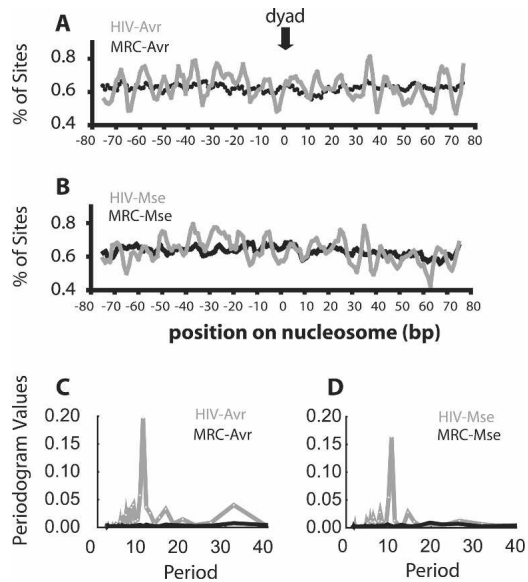 dyad
A
HIV-Avr
MRC-Avr
% of Sites
0.8
0.6
0.4
-80 -70 -60 -50 -40 -30 -20 -10 0 10 20 30 40 50 60 70 80
B
HIV-Mse
MRC-Mse
% of Sites
0.8
0.6
0.4
-80 -70 -60 -50 -40 -30 -20 -10 0 10 20 30 40 50 60 70 80
position on nucleosome (bp)
C
HIV-Avr
MRC-Avr
Periodogram Values
0.20
0.15
0.10
0.05
0.00
0 10 20 30 40
Period
D
HIV-Mse
MRC-Mse
0.20
0.15
0.10
0.05
0.00
0 10 20 30 40
Period